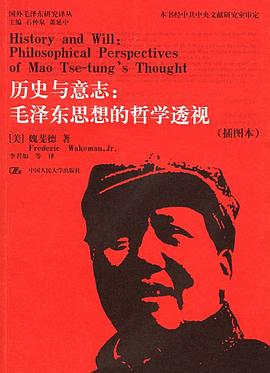 国外毛泽东研究译丛
主编 石仲泉 萧延中
本书经中共中央文献研究室审定
History and Will:
Philosophical Perspectives
of Mao Tse-tung's Thought
历史与意志：
毛泽东思想的哲学透视
（插图本）
[美] 魏斐德 著
Frederic Wakeman,Jr.
李君如 等 译
中国人民大学出版社